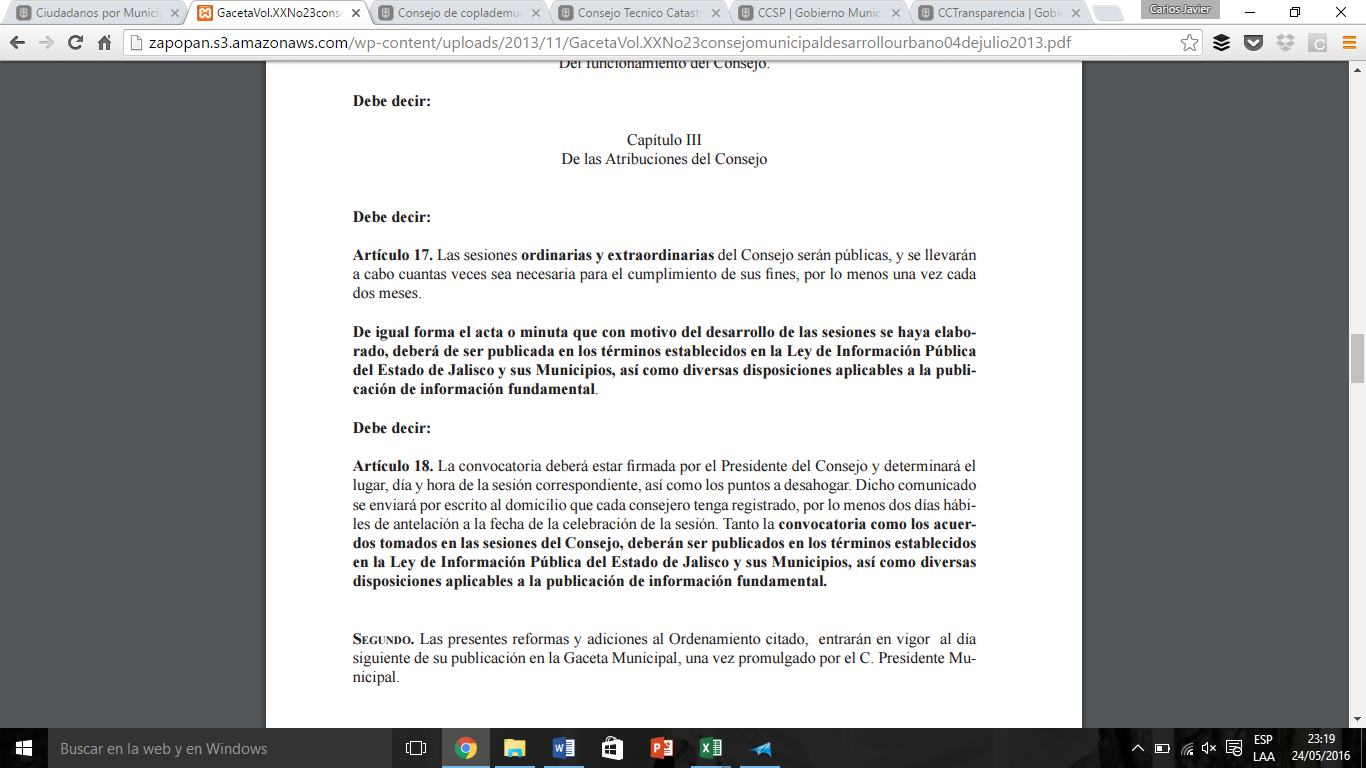 Ciudadanos por Munici
GacetaVol.XXNo23cons
Consejo de coplademu
Consejo Tecnico Catast
CCSP | Gobierno Munic
CCTransparencia | Gobi
Carlos Javier
zapopan.s3.amazonaws.com/wp-content/uploads/2013/11/GacetaVol.XXNo23consejomunicipaldesarrollourbano04dejulio2013.pdf
Del funcionamiento del Consejo.
Debe decir:
Capítulo III
De las Atribuciones del Consejo
Debe decir:
Artículo 17. Las sesiones ordinarias y extraordinarias del Consejo serán públicas, y se llevarán
a cabo cuantas veces sea necesaria para el cumplimiento de sus fines, por lo menos una vez cada
dos meses.
De igual forma el acta o minuta que con motivo del desarrollo de las sesiones se haya elabo-
rado, deberá de ser publicada en los términos establecidos en la Ley de Información Pública
del Estado de Jalisco y sus Municipios, así como diversas disposiciones aplicables a la publi-
cación de información fundamental.
Debe decir:
Artículo 18. La convocatoria deberá estar firmada por el Presidente del Consejo y determinará el
lugar, día y hora de la sesión correspondiente, así como los puntos a desahogar. Dicho comunicado
se enviará por escrito al domicilio que cada consejero tenga registrado, por lo menos dos días hábi-
les de antelación a la fecha de la celebración de la sesión. Tanto la convocatoria como los acuer-
dos tomados en las sesiones del Consejo, deberán ser publicados en los términos establecidos
en la Ley de Información Pública del Estado de Jalisco y sus Municipios, así como diversas
disposiciones aplicables a la publicación de información fundamental.
SEGUNDO. Las presentes reformas y adiciones al Ordenamiento citado, entrarán en vigor al día
siguiente de su publicación en la Gaceta Municipal, una vez promulgado por el C. Presidente Mu-
nicipal.
Buscar en la web y en Windows
ESP
LAA
23:19
24/05/2016